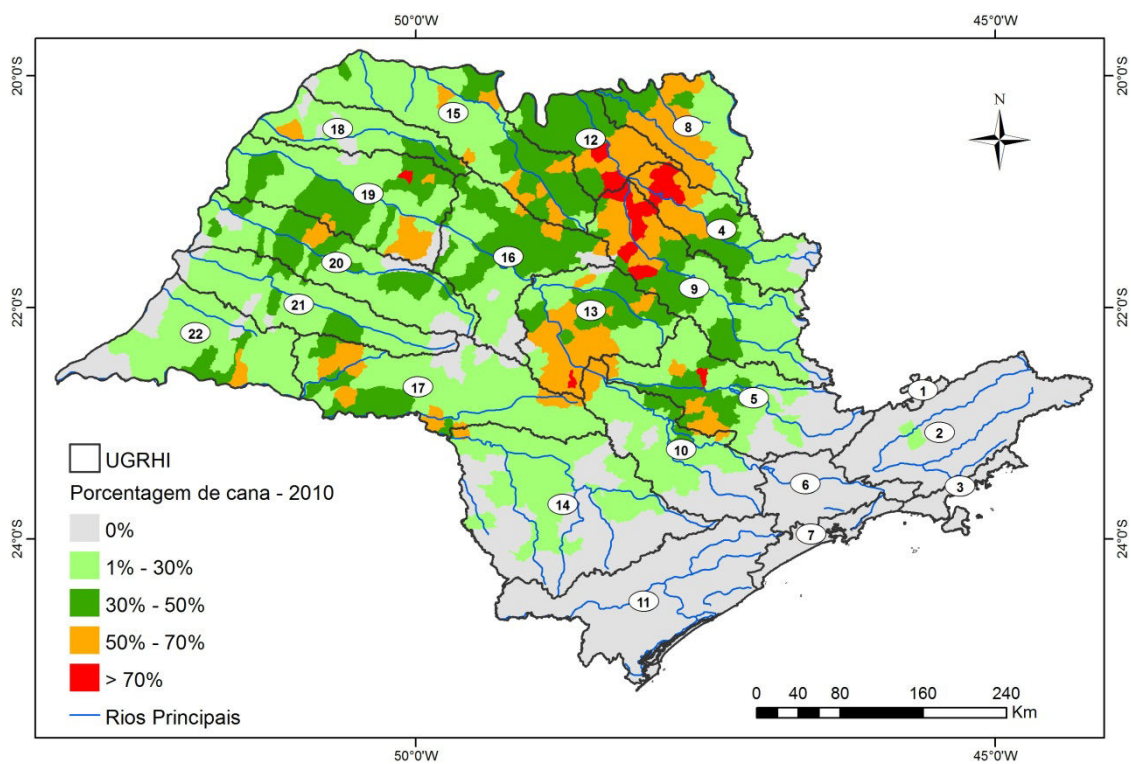 50°0'W 45°0'W
20°0'S 20°0'S
N
15
8
12
18
19
4
16
20
9
22°0'S 22°0'S
21
13
22
17
5
1
2
10
6
3
14
7
24°0'S 24°0'S
11
UGRHI
Porcentagem de cana - 2010
0%
1% - 30%
30% - 50%
50% - 70%
> 70%
Rios Principais
0 40 80 160 240
Km
50°0'W 45°0'W